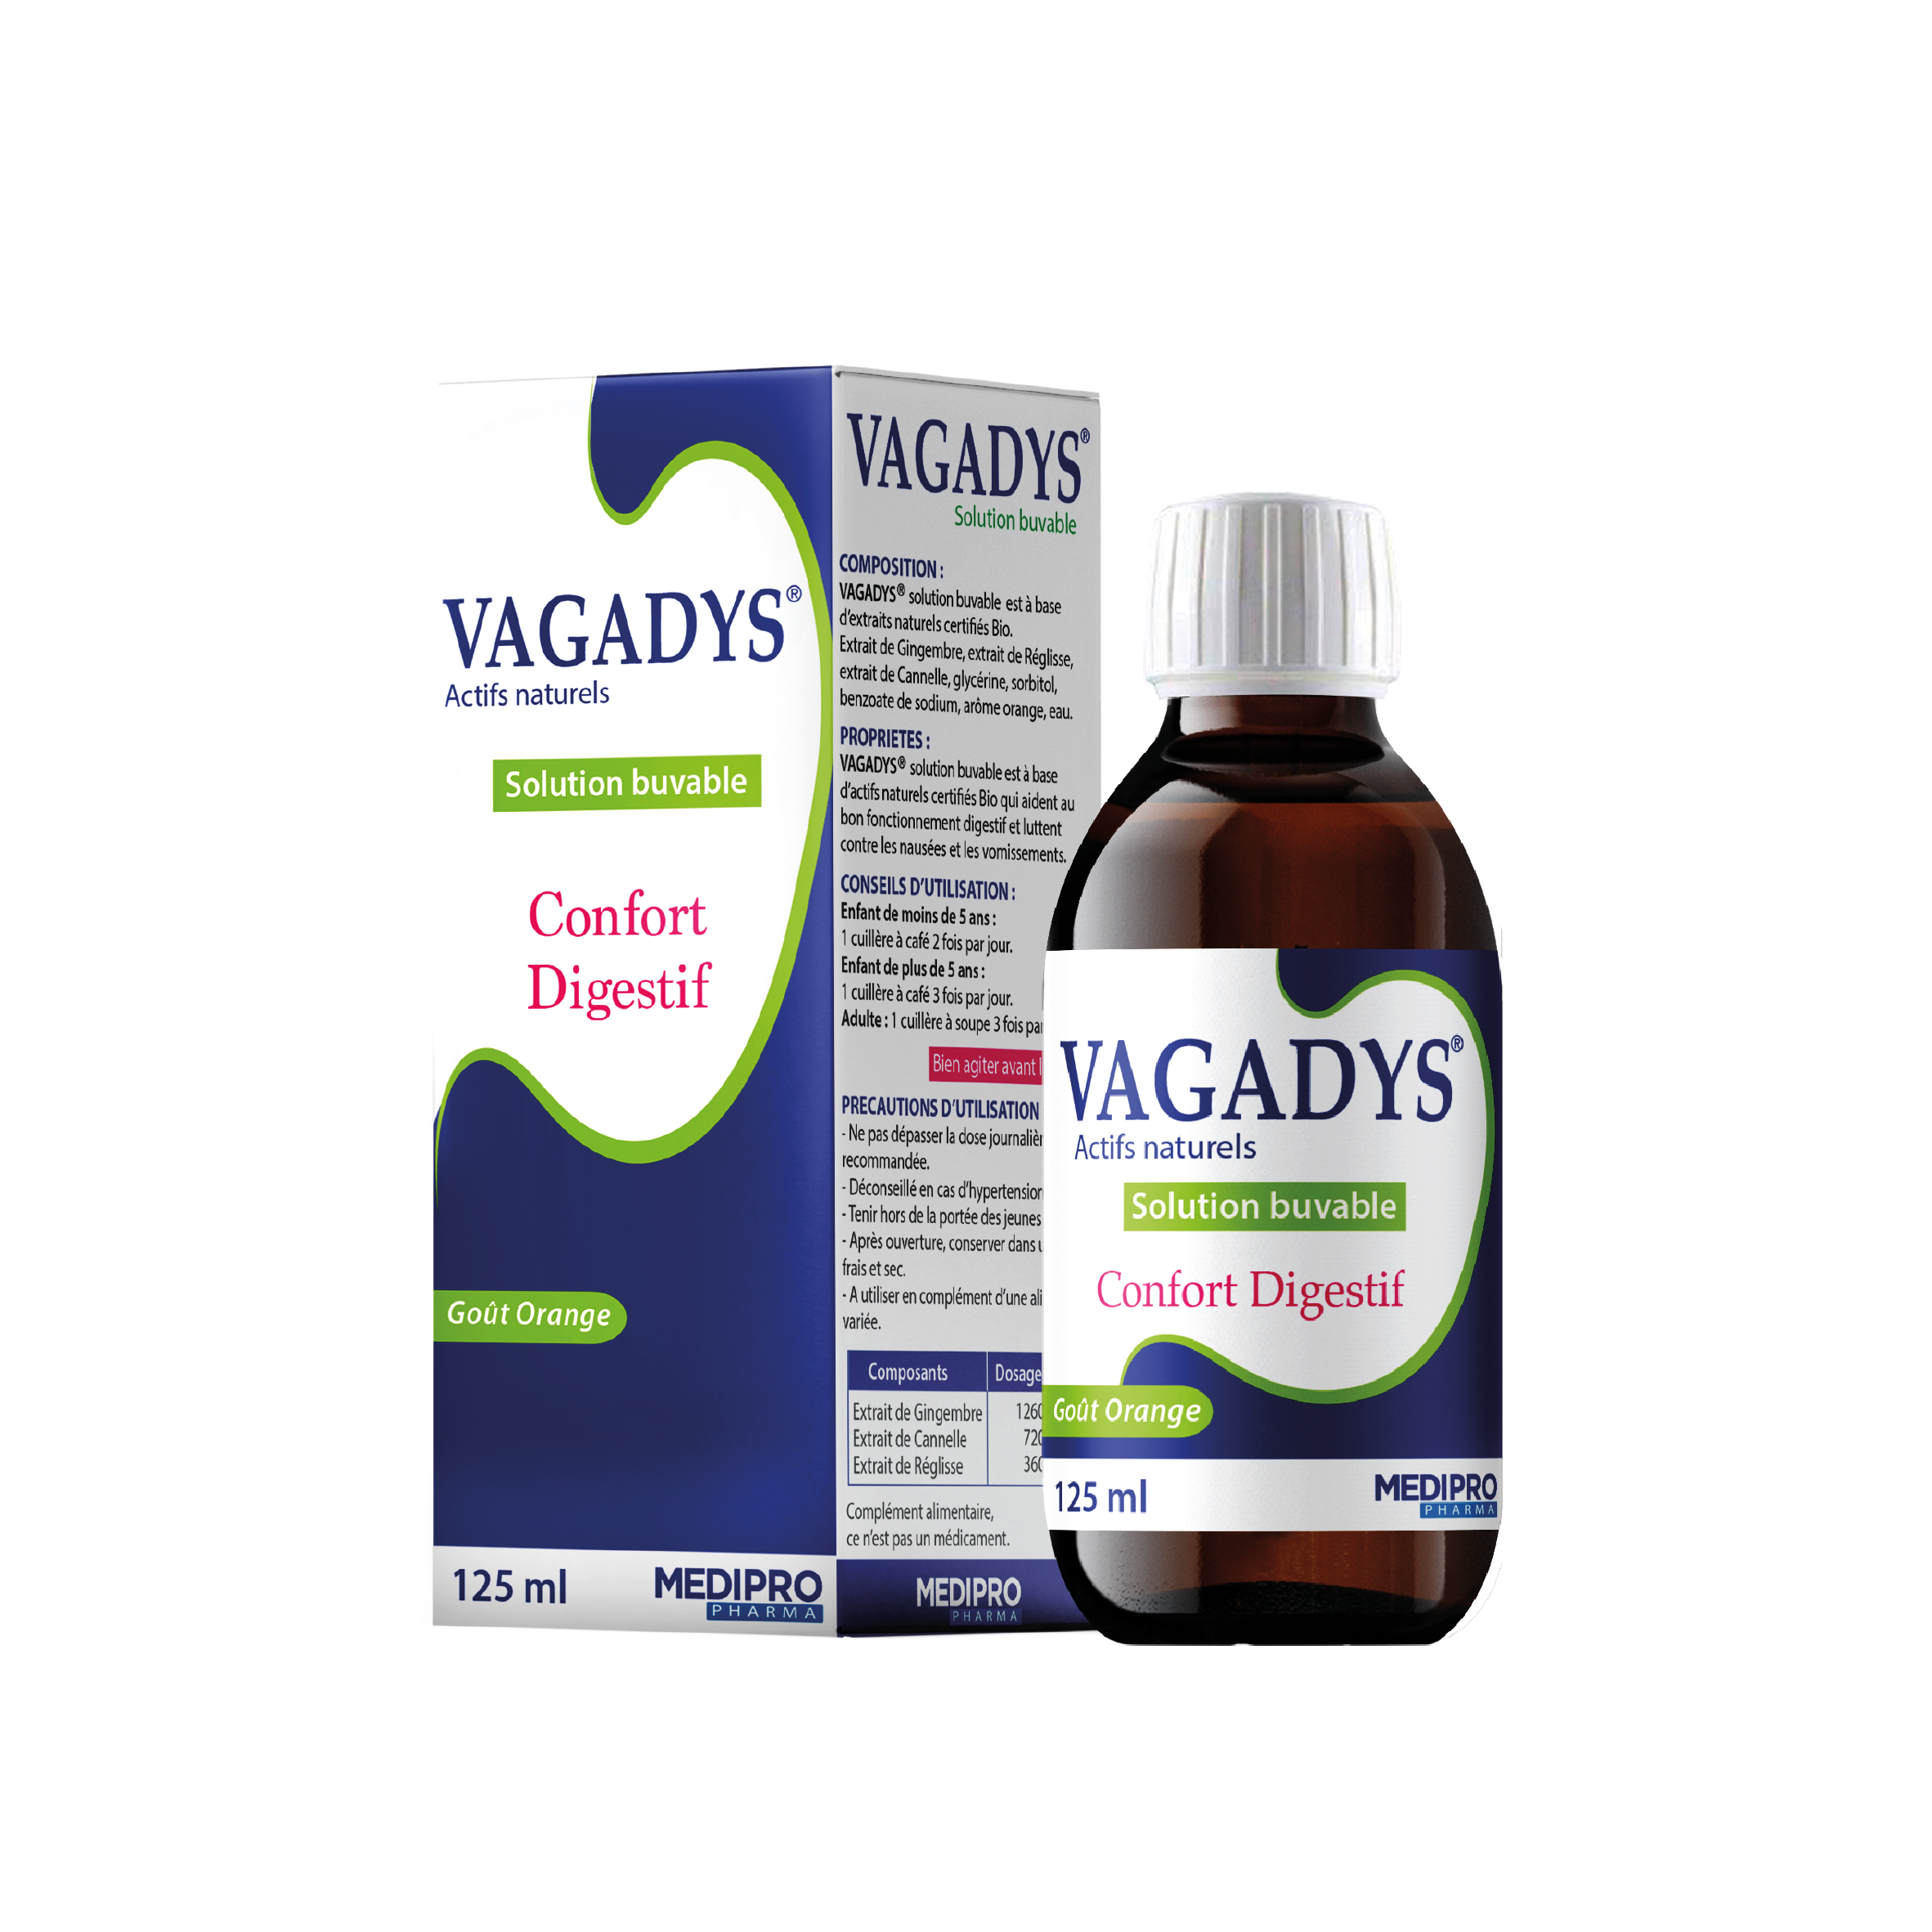 VAGADYS®
Actifs naturels
Solution buvable
Confort
Digestif
Goût Orange
125 ml
MEDIPRO
PHARMA
VAGADYS®
Solution buvable
COMPOSITION :
VAGADYS® solution buvable est à base
d'extraits naturels certifiés Bio.
Extrait de Gingembre, extrait de Réglisse,
extrait de Cannelle, glycérine, sorbitol,
benzoate de sodium, arôme orange, eau.
PROPRIETES :
VAGADYS® solution buvable est à base
d'actifs naturels certifiés Bio qui aident au
bon fonctionnement digestif et luttent
contre les nausées et les vomissements.
CONSEILS D'UTILISATION :
Enfant de moins de 5 ans :
1 cuillère à café 2 fois par jour.
Enfant de plus de 5 ans :
1 cuillère à café 3 fois par jour.
Adulte : 1 cuillère à soupe 3 fois
Bien agiter avant
PRECAUTIONS D'UTILISATION
- Ne pas dépasser la dose
recommandée.
- Déconseillé en cas
- Tenir hors de la portée des jeunes
- Après ouverture, conserver dans
frais et sec.
- A utiliser en complément d'une
variée.
Composants Dosage
Extrait de Gingembre
Extrait de Cannelle
Extrait de Réglisse
Complément alimentaire,
ce n'est pas un médicament.
MEDIPRO
PHARMA
VAGADYS®
Actifs naturels
Solution buvable
Confort Digestif
Goût Orange
125 ml
MEDIPRO
PHARMA